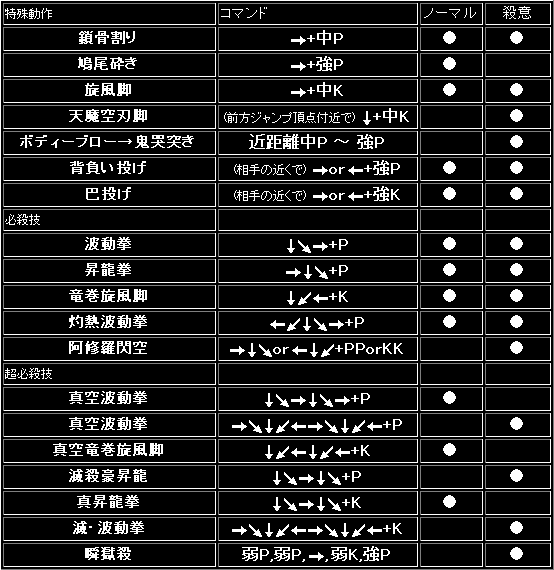 特殊動作 コマンド ノーマル 殺意
鎖骨割り →+中P ● ●
鳩尾砕き →+強P ●
旋風脚 →+中K ● ●
天魔空刃脚 (前方ジャンプ頂点付近で) ↓+中K ●
ボディーブロー→鬼哭突き 近距離中P ～ 強P ●
背負い投げ (相手の近くで) →or←+強P ● ●
巴投げ (相手の近くで) →or←+強K ● ●
必殺技
波動拳 ↓↘→+P ● ●
昇龍拳 →↓↘+P ● ●
竜巻旋風脚 ↓↙←+K ● ●
灼熱波動拳 ←↙↓↘→+P ● ●
阿修羅閃空 →↓↘or←↓↙+PPorKK ●
超必殺技
真空波動拳 ↓↘→↓↘→+P ●
真空波動拳 →↘↓↙←→↘↓↙←+P ●
真空竜巻旋風脚 ↓↙←↓↙←+K ●
滅殺豪昇龍 ↓↘→↓↘+P ●
真昇龍拳 ↓↘→↓↘+K ●
滅・波動拳 →↘↓↙←→↘↓↙←+K ●
瞬獄殺 弱P,弱P,→,弱K,強P ●